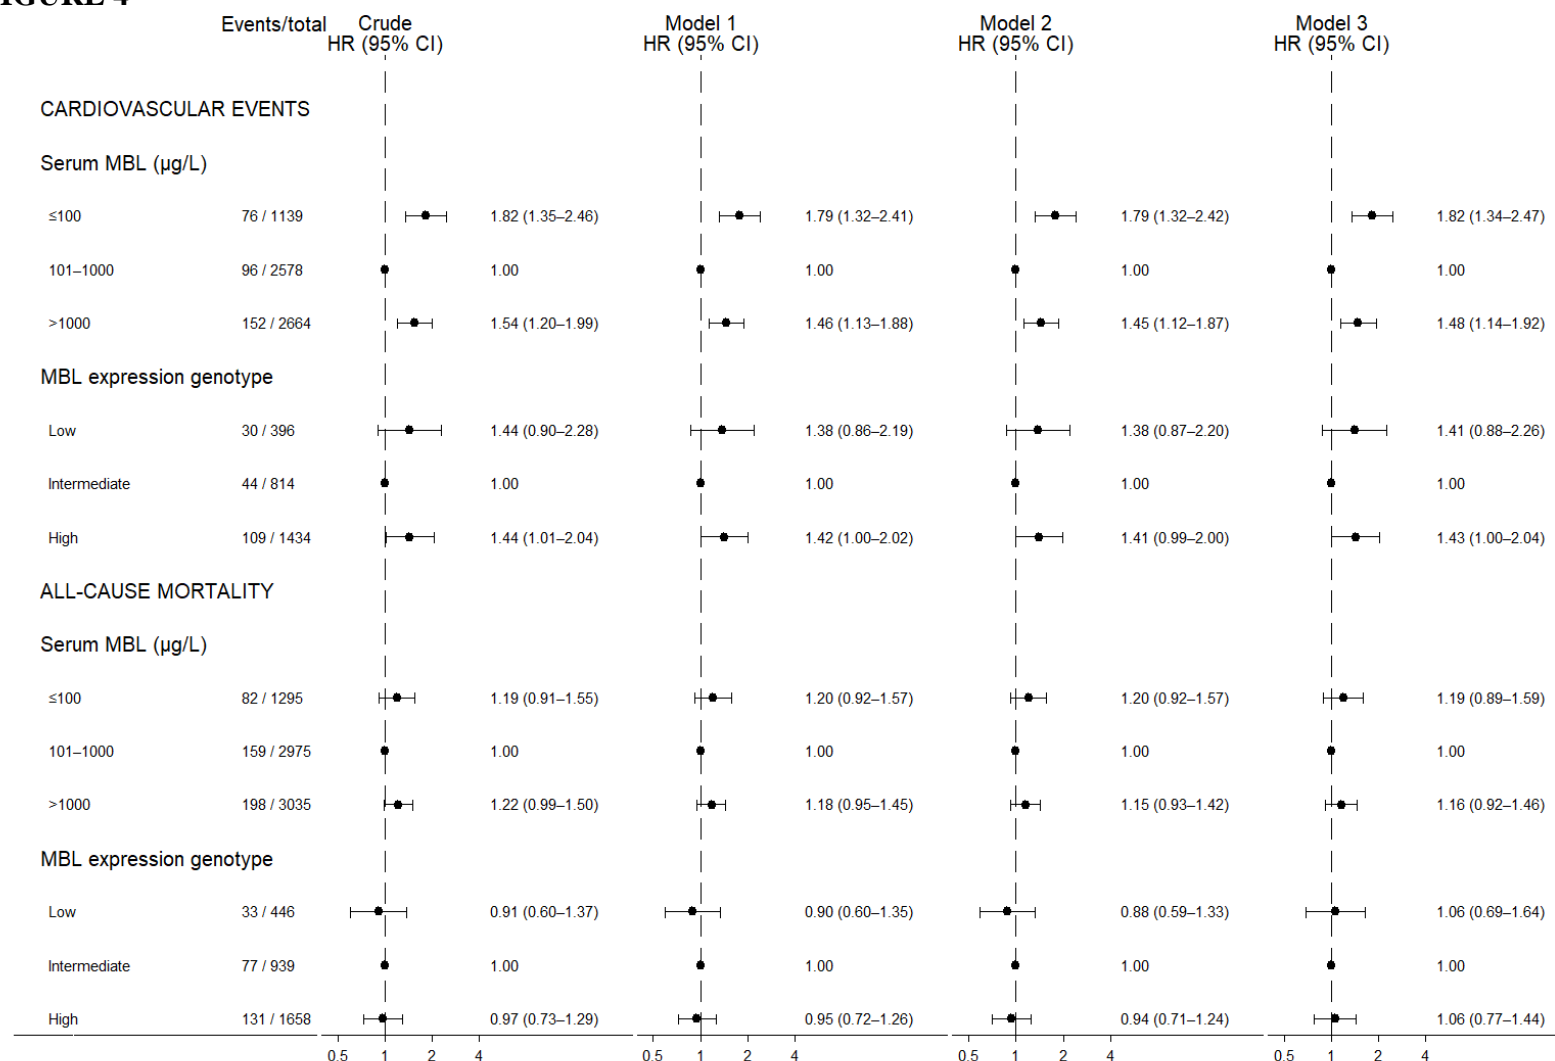 FIGURE 4
Events/total Crude Model 1 Model 2 Model 3
HR (95% CI) HR (95% CI) HR (95% CI) HR (95% CI)
CARDIOVASCULAR EVENTS
Serum MBL (µg/L)
≤100 76 / 1139 1.82 (1.35–2.46) 1.79 (1.32–2.41) 1.79 (1.32–2.42) 1.82 (1.34–2.47)
101–1000 96 / 2578 1.00 1.00 1.00 1.00
>1000 152 / 2664 1.54 (1.20–1.99) 1.46 (1.13–1.88) 1.45 (1.12–1.87) 1.48 (1.14–1.92)
MBL expression genotype
Low 30 / 396 1.44 (0.90–2.28) 1.38 (0.86–2.19) 1.38 (0.87–2.20) 1.41 (0.88–2.26)
Intermediate 44 / 814 1.00 1.00 1.00 1.00
High 109 / 1434 1.44 (1.01–2.04) 1.42 (1.00–2.02) 1.41 (0.99–2.00) 1.43 (1.00–2.04)
ALL-CAUSE MORTALITY
Serum MBL (µg/L)
≤100 82 / 1295 1.19 (0.91–1.55) 1.20 (0.92–1.57) 1.20 (0.92–1.57) 1.19 (0.89–1.59)
101–1000 159 / 2975 1.00 1.00 1.00 1.00
>1000 198 / 3035 1.22 (0.99–1.50) 1.18 (0.95–1.45) 1.15 (0.93–1.42) 1.16 (0.92–1.46)
MBL expression genotype
Low 33 / 446 0.91 (0.60–1.37) 0.90 (0.60–1.35) 0.88 (0.59–1.33) 1.06 (0.69–1.64)
Intermediate 77 / 939 1.00 1.00 1.00 1.00
High 131 / 1658 0.97 (0.73–1.29) 0.95 (0.72–1.26) 0.94 (0.71–1.24) 1.06 (0.77–1.44)
0.5 1 2 4 0.5 1 2 4 0.5 1 2 4 0.5 1 2 4